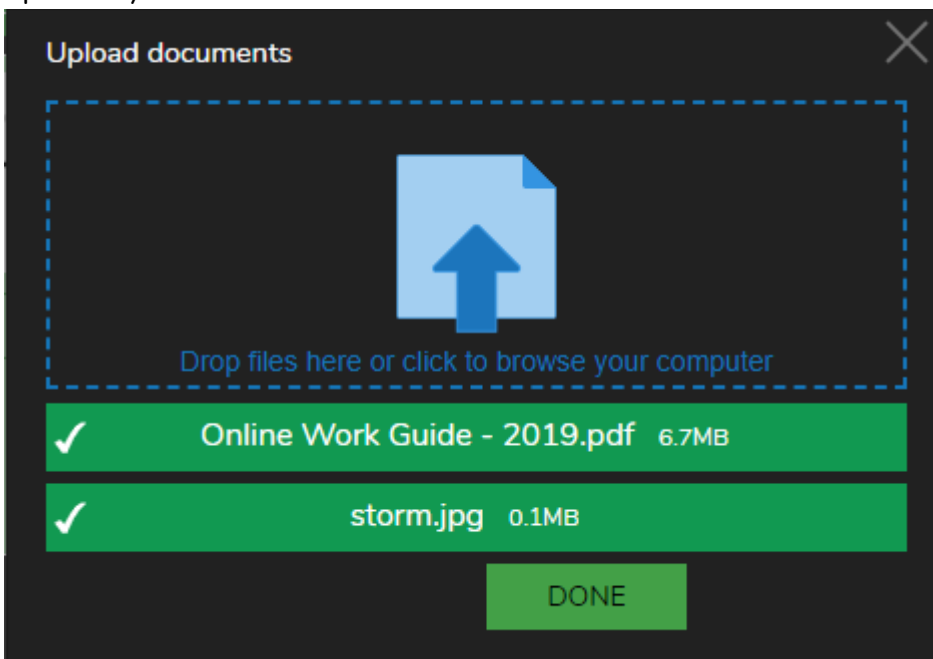 Upload documents
Drop files here or click to browse your computer
Online Work Guide - 2019.pdf 6.7MB
storm.jpg 0.1MB
DONE